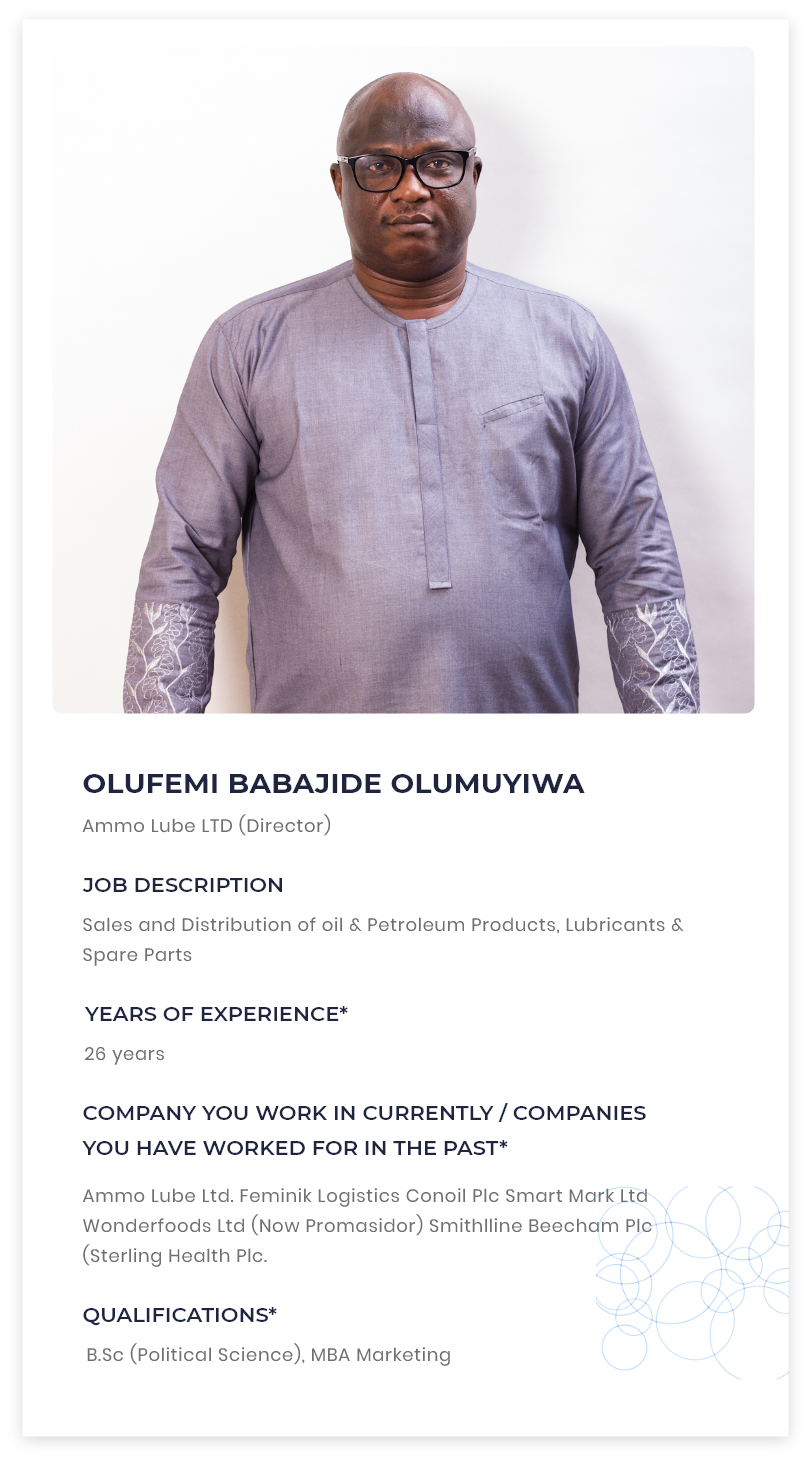 OLUFEMI BABAJIDE OLUMUYIWA
Ammo Lube LTD (Director)
JOB DESCRIPTION
Sales and Distribution of oil & Petroleum Products, Lubricants &
Spare Parts
YEARS OF EXPERIENCE*
26 years
COMPANY YOU WORK IN CURRENTLY / COMPANIES
YOU HAVE WORKED FOR IN THE PAST*
Ammo Lube Ltd. Feminik Logistics Conoil Plc Smart Mark Ltd
Wonderfoods Ltd (Now Promasidor) Smithlline Beecham Plc
(Sterling Health Plc.
QUALIFICATIONS*
B.Sc (Political Science), MBA Marketing